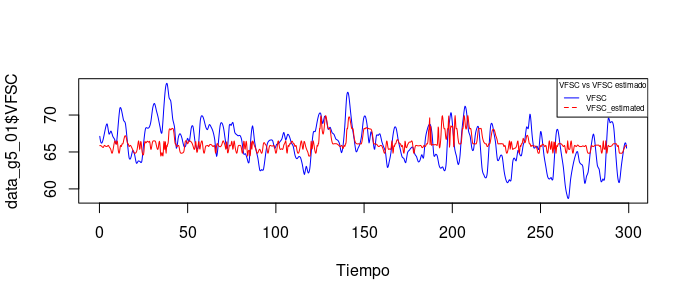 VFSC vs VFSC estimado
VFSC
VFSC_estimated
data_g5_01$VFSC
70
65
60
0 50 100 150 200 250 300
Tiempo